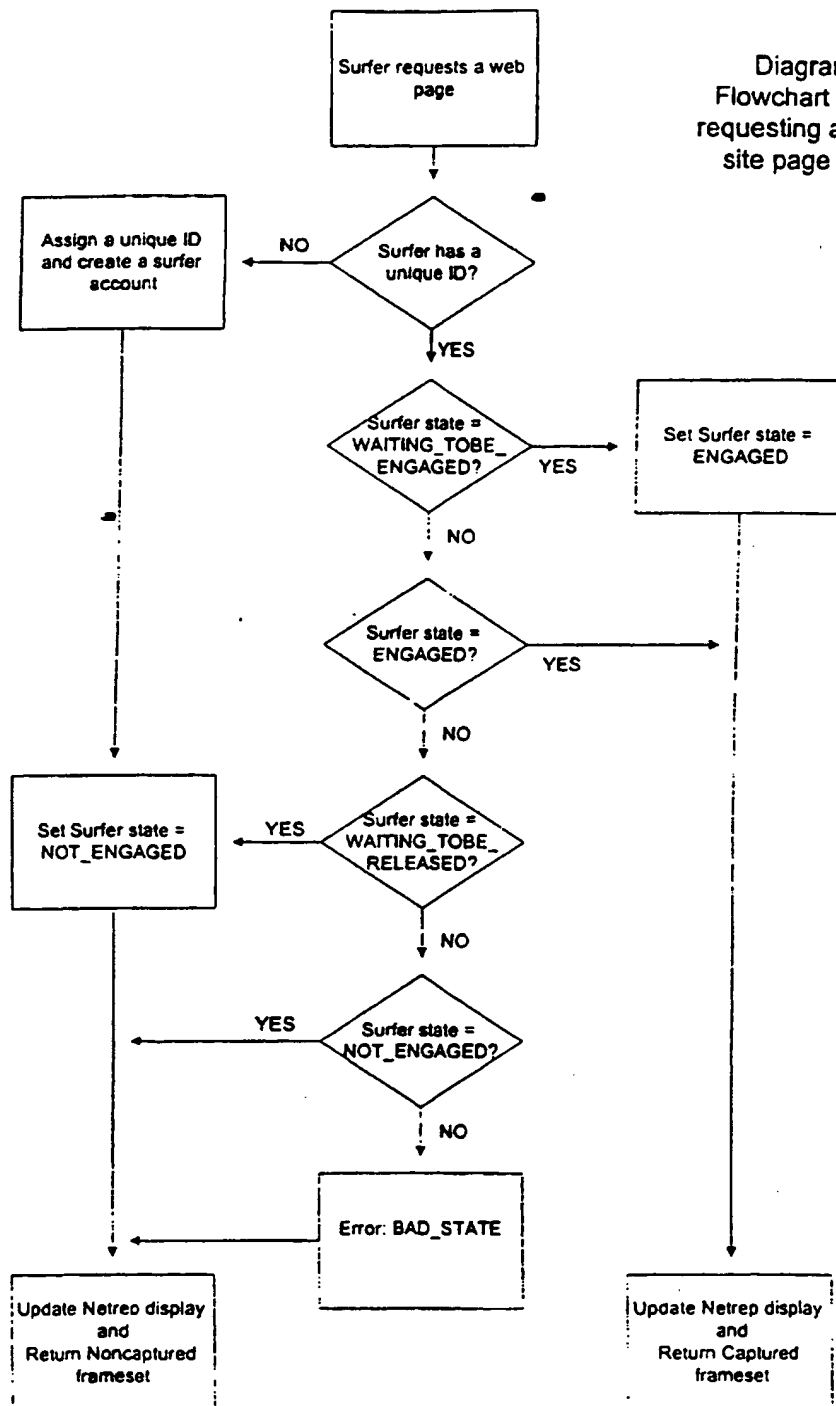 Surfer requests a web
page
Flowchart
requesting
site page
Assign a unique ID
and create a surfer
account
NO
Surfer has a
unique ID?
YES
Surfer state =
WAITING_TOBE_
ENGAGED?
YES
Set Surfer state =
ENGAGED
NO
Surfer state =
ENGAGED?
YES
NO
Set Surfer state =
NOT_ENGAGED
YES
Surfer state =
WAITING_TOBE_
RELEASED?
NO
YES
Surfer state =
NOT_ENGAGED?
NO
Error: BAD_STATE
Update Netrep display
and
Return Noncaptured
frameset
Update Netrep display
and
Return Captured
frameset